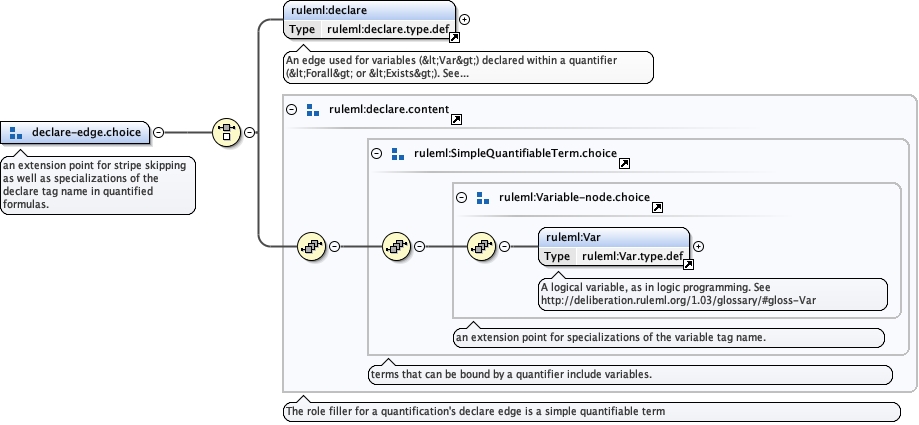 ruleml:declare
Type ruleml:declare.type.def
An edge used for variables (&lt;Var&gt;) declared within a quantifier
(&lt;Forall&gt; or &lt;Exists&gt;). See...
ruleml:declare.content
declare-edge.choice
an extension point for stripe skipping
as well as specializations of the
declare tag name in quantified
formulas.
ruleml:SimpleQuantifiableTerm.choice
ruleml:Variable-node.choice
ruleml:Var
Type ruleml:Var.type.def
A logical variable, as in logic programming. See
http://deliberation.ruleml.org/1.03/glossary/#gloss-Var
an extension point for specializations of the variable tag name.
terms that can be bound by a quantifier include variables.
The role filler for a quantification's declare edge is a simple quantifiable term